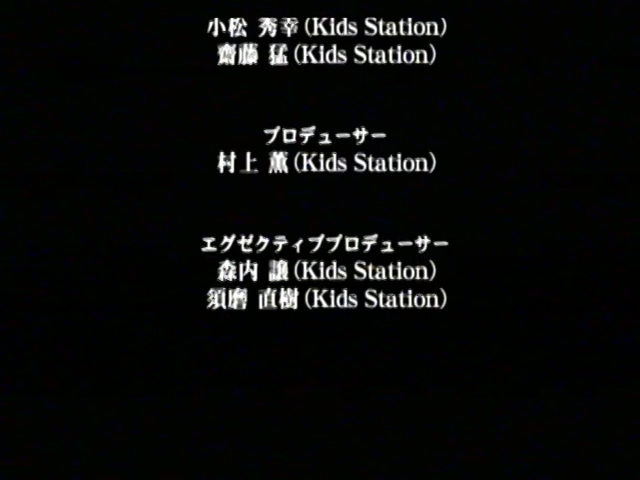 小松 秀幸(Kids Station)
齋藤 猛(Kids Station)
プロデューサー
村上 薫(Kids Station)
エグゼクティブプロデューサー
森内 譲(Kids Station)
須磨 直樹(Kids Station)